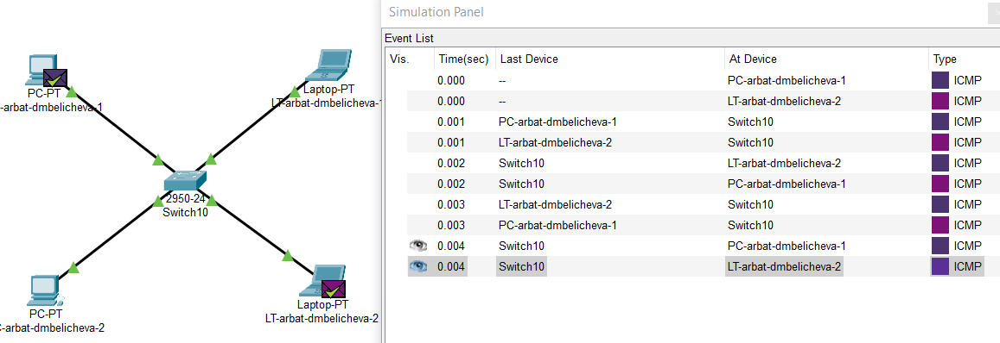 Simulation Panel
Event List
Vis. Time(sec) Last Device At Device Type
0.000 -- PC-arbat-dmbelicheva-1 ICMP
0.000 -- LT-arbat-dmbelicheva-2 ICMP
0.001 PC-arbat-dmbelicheva-1 Switch10 ICMP
0.001 LT-arbat-dmbelicheva-2 Switch10 ICMP
0.002 Switch10 LT-arbat-dmbelicheva-2 ICMP
0.002 Switch10 PC-arbat-dmbelicheva-1 ICMP
0.003 LT-arbat-dmbelicheva-2 Switch10 ICMP
0.003 PC-arbat-dmbelicheva-1 Switch10 ICMP
0.004 Switch10 PC-arbat-dmbelicheva-1 ICMP
0.004 Switch10 LT-arbat-dmbelicheva-2 ICMP
PC-PT
-arbat-dmbelicheva-1
Laptop-PT
LT-arbat-dmbelicheva-1
2950-24
Switch10
PC-PT
C-arbat-dmbelicheva-2
Laptop-PT
LT-arbat-dmbelicheva-2